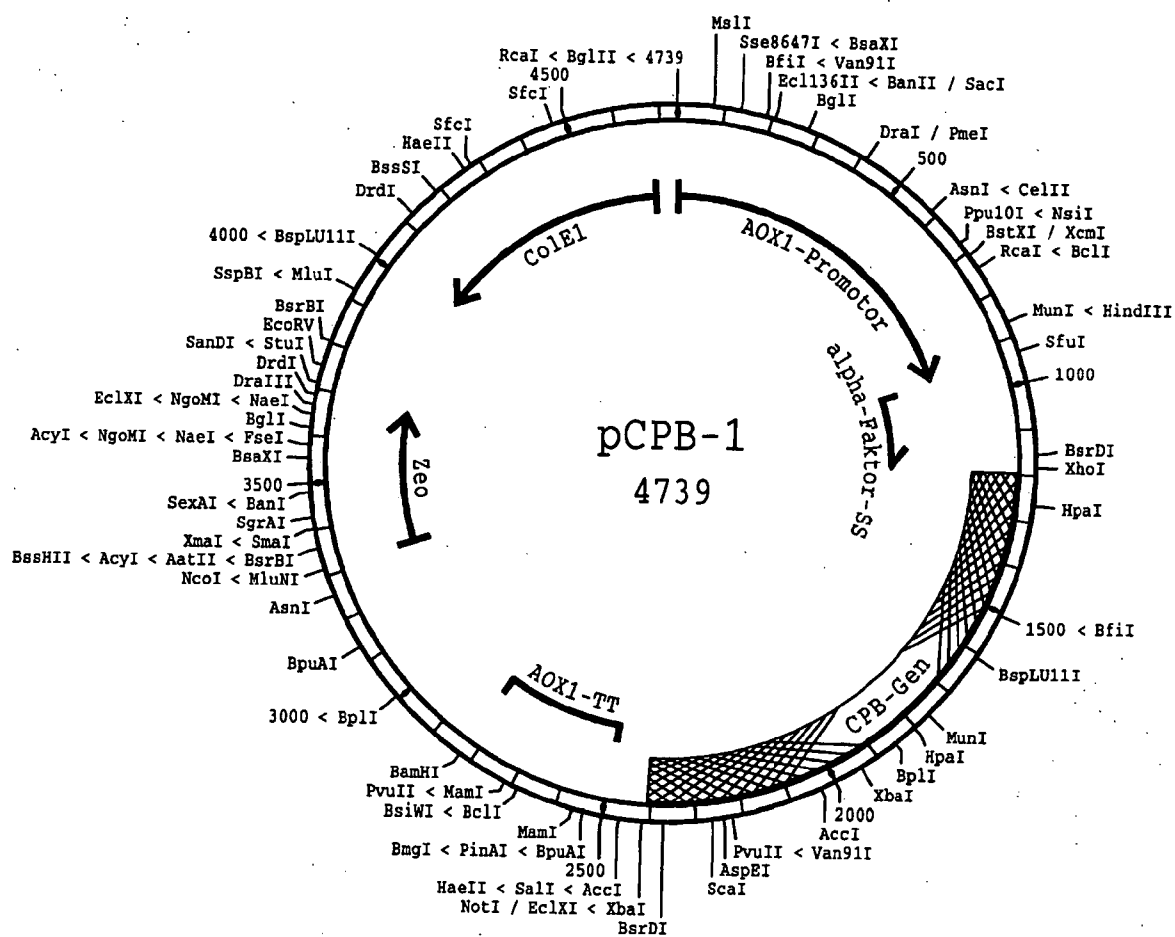 MslI
Sse8647I < BsaXI
BfiI < Van91I
Ecl136II < BanII / SacI
BglI
DraI / PmeI
500
AsnI < CelII
Ppu10I < NsiI
BstXI / XcmI
RcaI < BclI
MunI < HindIII
SfuI
1000
BsrDI
XhoI
HpaI
1500 < BfiI
BspLU11I
MunI
HpaI
BplI
XbaI
2000
AccI
PvuII < Van91I
AspEI
ScaI
BsrDI
NotI / EclXI < XbaI
HaeII < SalI < AccI
2500
BmgI < PinAI < BpuAI
MamI
BsiWI < BclI
PvuII < MamI
BamHI
3000 < BplI
BpuAI
AsnI
NcoI < MluNI
BssHII < AcyI < AatII < BsrBI
XmaI < SmaI
SgrAI
SexAI < BanI
3500
BsaXI
AcyI < NgoMI < NaeI < FseI
BglI
EclXI < NgoMI < NaeI
DraIII
DrdI
SanDI < StuI
EcoRV
BsrBI
SspBI < MluI
4000 < BspLU11I
DrdI
BssSI
HaeII
SfcI
SfcI
4500
RcaI < BglII < 4739
ColE1
AOX1-Promotor
alpha-Faktor-SS
pCPB-1
4739
Zeo
AOX1-TT
CPB-Gen